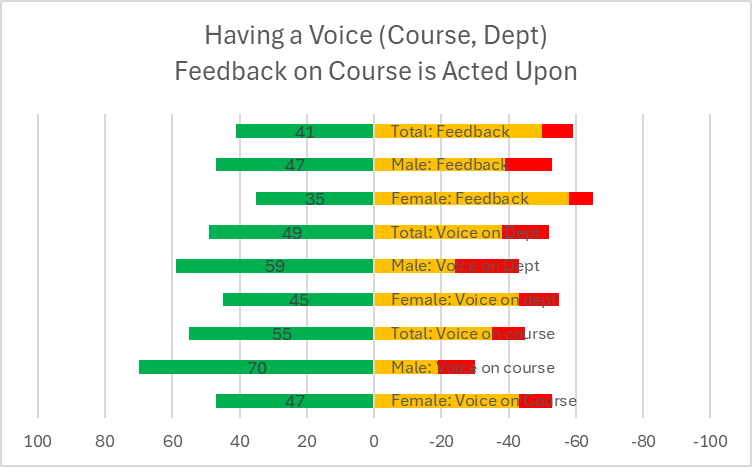 Having a Voice (Course, Dept)
Feedback on Course is Acted Upon
41 Total: Feedback
47 Male: Feedback
35 Female: Feedback
49 Total: Voice on Dept
59 Male: Voice on Dept
45 Female: Voice on dept
55 Total: Voice on course
70 Male: Voice on course
47 Female: Voice on Course
100 80 60 40 20 0 -20 -40 -60 -80 -100